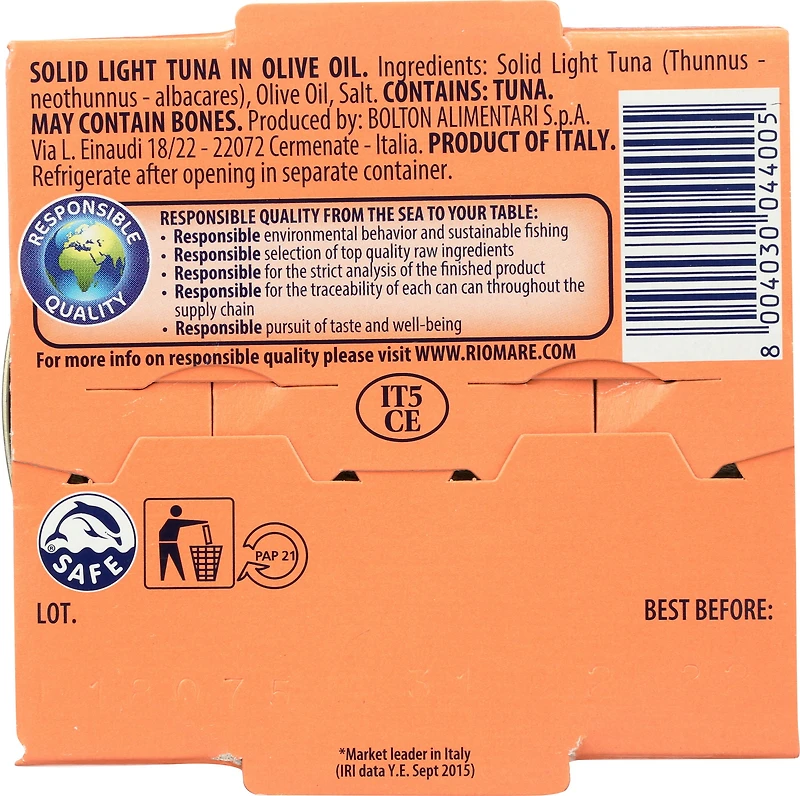 SOLID LIGHT TUNA IN OLIVE OIL. Ingredients: Solid Light Tuna (Thunnus -
neothunnus - albacares), Olive Oil, Salt. CONTAINS: TUNA.
MAY CONTAIN BONES. Produced by: BOLTON ALIMENTARI S.p.A.
Via L. Einaudi 18/22 - 22072 Cermenate - Italia. PRODUCT OF ITALY.
Refrigerate after opening in separate container.
8 004030 044005
RESPONSIBLE
QUALITY
RESPONSIBLE QUALITY FROM THE SEA TO YOUR TABLE:
• Responsible environmental behavior and sustainable fishing
• Responsible selection of top quality raw ingredients
• Responsible for the strict analysis of the finished product
• Responsible for the traceability of each can throughout the
supply chain
• Responsible pursuit of taste and well-being
For more info on responsible quality please visit WWW.RIOMARE.COM
IT5
CE
® SAFE
PAP 21
LOT.
BEST BEFORE:
*Market leader in Italy
(IRI data Y.E. Sept 2015)